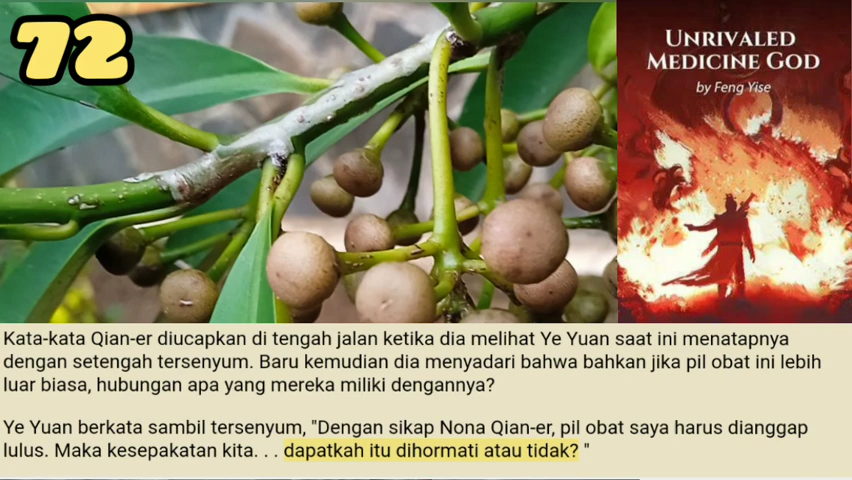 72
UNRIVALED
MEDICINE GOD
by Feng Yise
Kata-kata Qian-er diucapkan di tengah jalan ketika dia melihat Ye Yuan saat ini menatapnya
dengan setengah tersenyum. Baru kemudian dia menyadari bahwa bahkan jika pil obat ini lebih
luar biasa, hubungan apa yang mereka miliki dengannya?
Ye Yuan berkata sambil tersenyum, "Dengan sikap Nona Qian-er, pil obat saya harus dianggap
lulus. Maka kesepakatan kita. . . dapatkah itu dihormati atau tidak? "